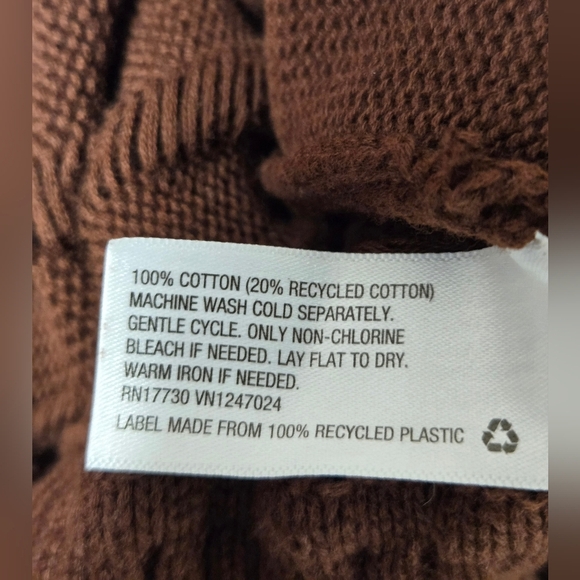 100% COTTON (20% RECYCLED COTTON)
MACHINE WASH COLD SEPARATELY.
GENTLE CYCLE. ONLY NON-CHLORINE
BLEACH IF NEEDED. LAY FLAT TO DRY.
WARM IRON IF NEEDED.
RN17730 VN1247024
LABEL MADE FROM 100% RECYCLED PLASTIC